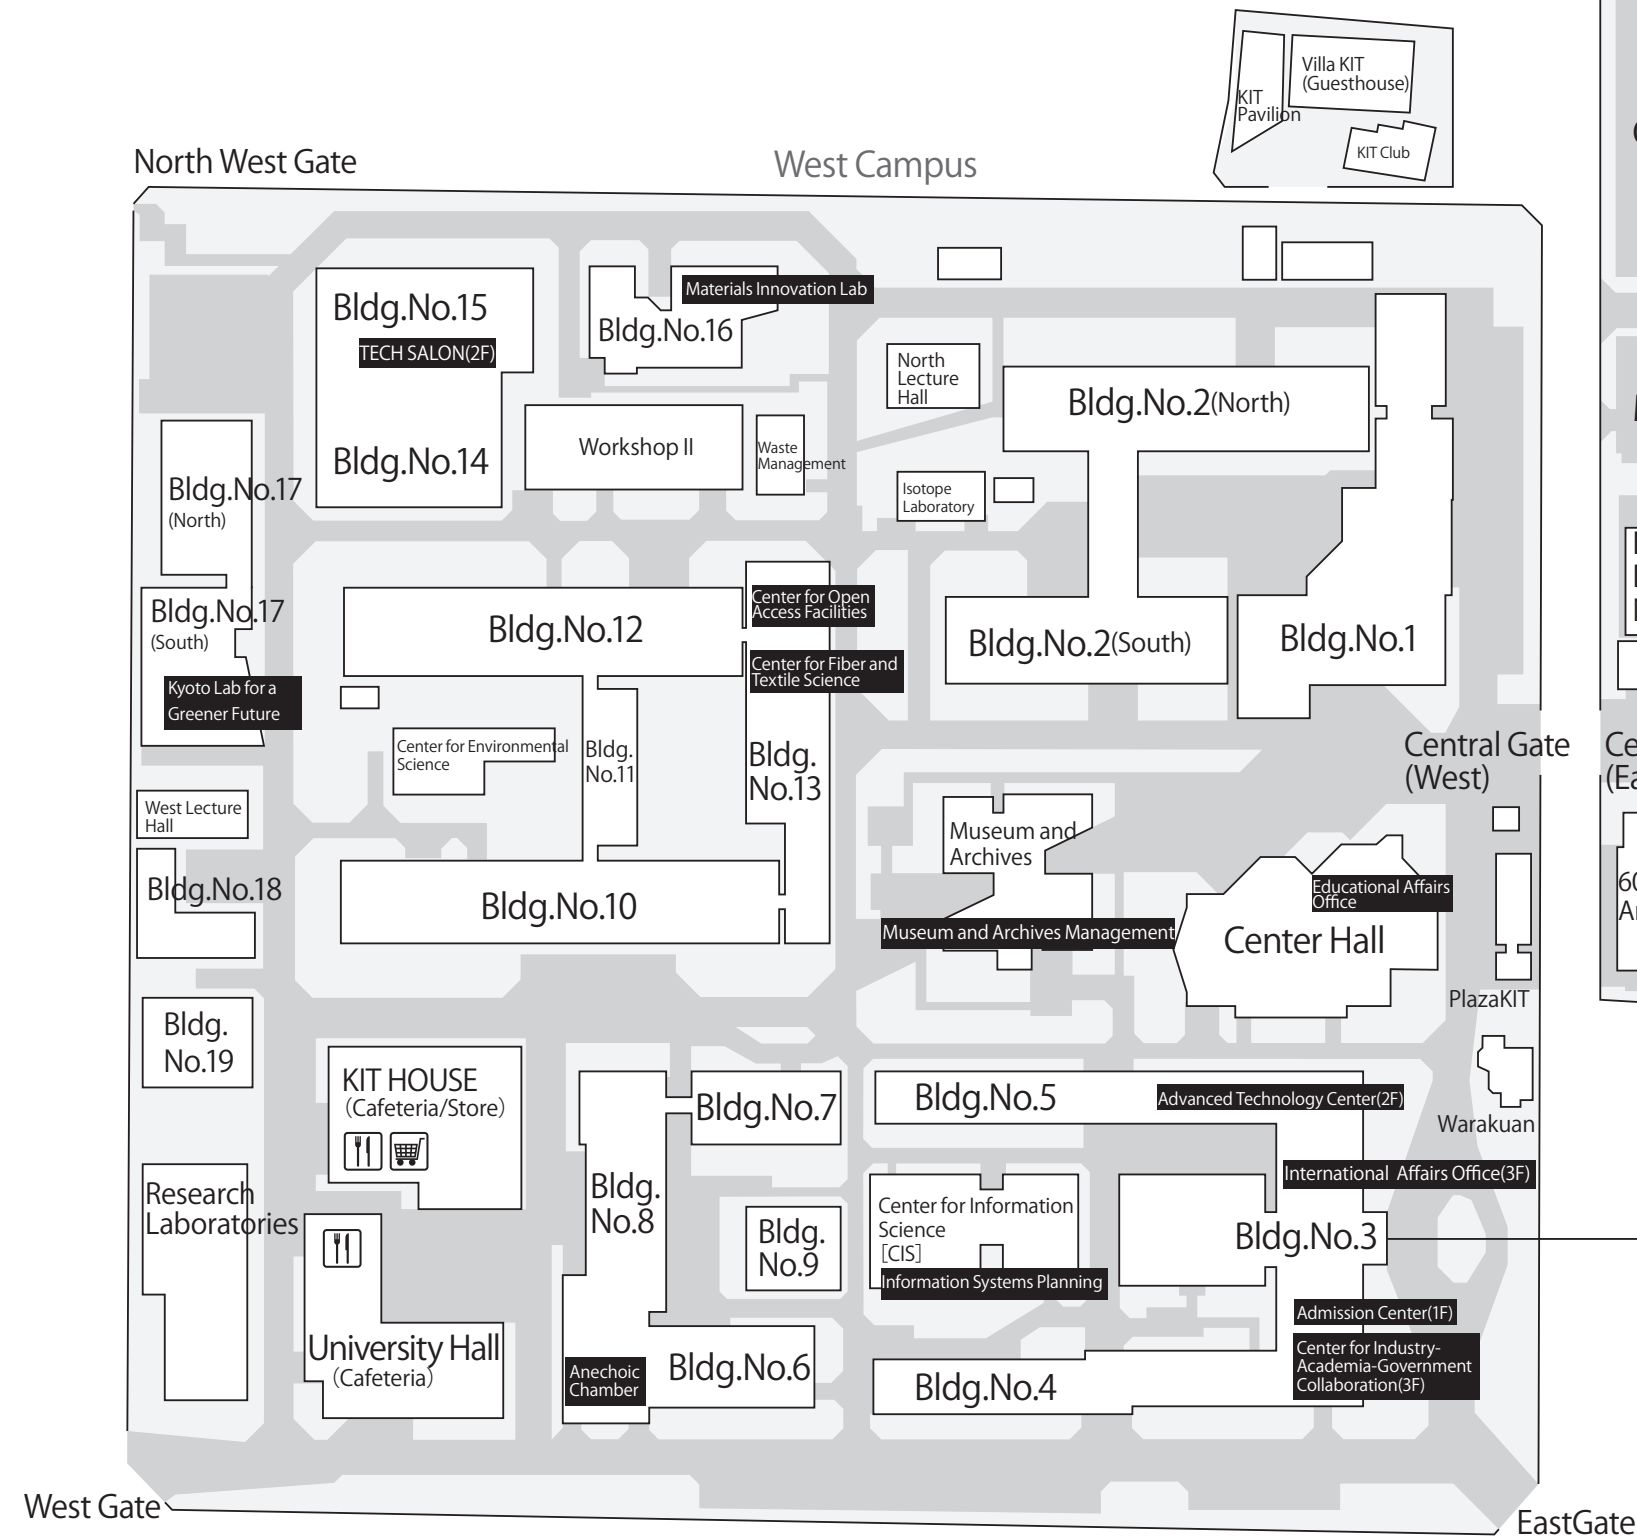 Villa KIT
(Guesthouse)
KIT
Pavilion
KIT Club
North West Gate
West Campus
Materials Innovation Lab
Bldg.No.15
Bldg.No.16
TECH SALON(2F)
North
Lecture
Hall
Bldg.No.2(North)
Workshop II
Waste
Management
Bldg.No.14
Bldg.No.17
(North)
Isotope
Laboratory
Center for Open
Access Facilities
Bldg.No.17
(South)
Bldg.No.12
Bldg.No.2(South)
Bldg.No.1
Center for Fiber and
Textile Science
Kyoto Lab for a
Greener Future
Center for Environmental
Science
Bldg.
No.11
Bldg.
No.13
Central Gate
(West)
West Lecture
Hall
Museum and
Archives
Bldg.No.18
Educational Affairs
Office
Bldg.No.10
Museum and Archives Management
Center Hall
PlazaKIT
Bldg.
No.19
KIT HOUSE
(Cafeteria/Store)
Bldg.No.7
Bldg.No.5
Advanced Technology Center(2F)
Warakuan
International Affairs Office(3F)
Research
Laboratories
Bldg.
No.8
Center for Information
Science
[CIS]
Bldg.
No.9
Bldg.No.3
Information Systems Planning
Admission Center(1F)
University Hall
(Cafeteria)
Center for Industry-
Academia-Government
Collaboration(3F)
Anechoic
Chamber
Bldg.No.6
Bldg.No.4
West Gate
EastGate